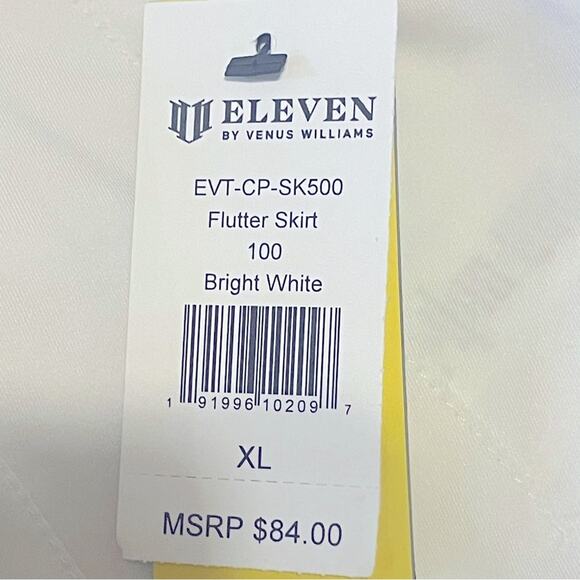 ELEVEN
BY VENUS WILLIAMS
EVT-CP-SK500
Flutter Skirt
100
Bright White
1 91996 10209 7
XL
MSRP $84.00